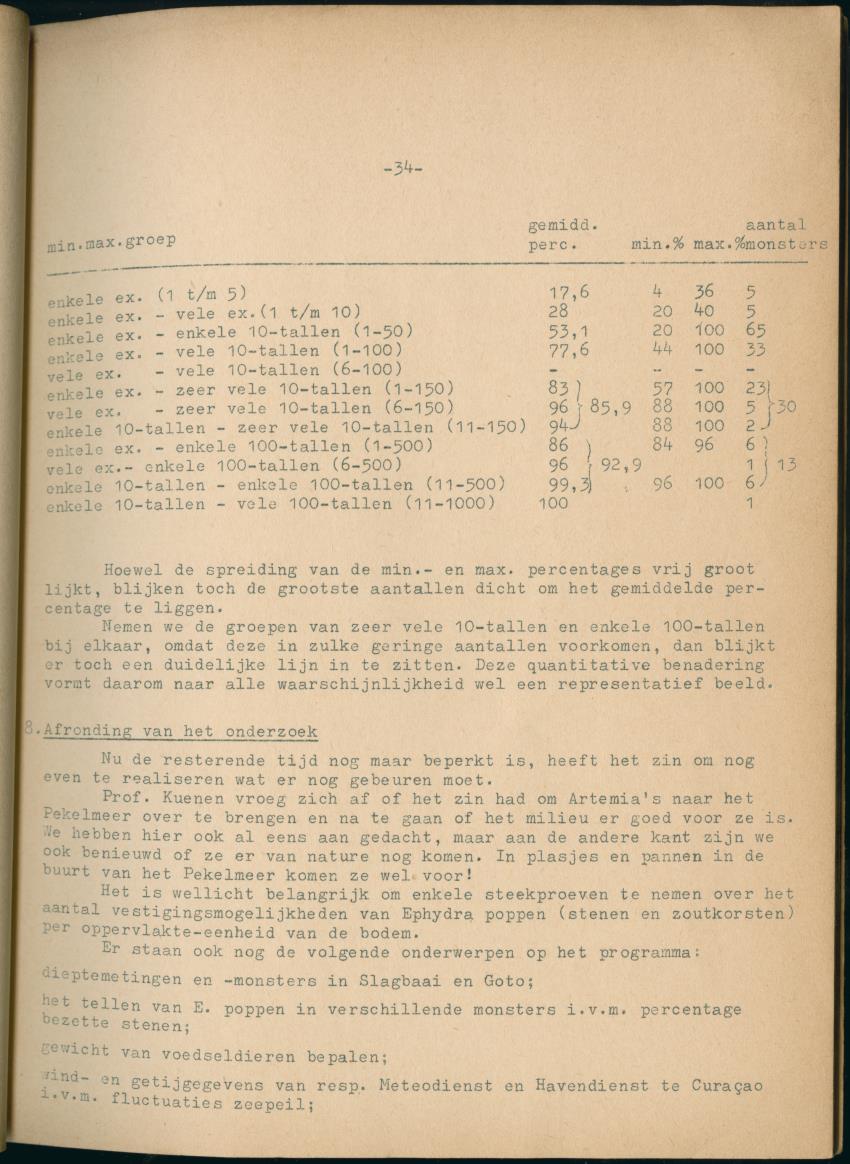 -34-
gemidd. aantal
min.max.groep perc. min.% max.%monsters
enkele ex. (1 t/m 5) 17,6 4 36 5
enkele ex. - vele ex.(1 t/m 10) 28 20 40 5
enkele ex. - enkele 10-tallen (1-50) 53,1 20 100 65
enkele ex. - vele 10-tallen (1-100) 77,6 44 100 33
vele ex. - vele 10-tallen (6-100) - - - -
enkele ex. - zeer vele 10-tallen (1-150) 83 57 100 23
vele ex. - zeer vele 10-tallen (6-150) 96 85,9 88 100 5 30
enkele 10-tallen - zeer vele 10-tallen (11-150) 94 88 100 2
enkele ex. - enkele 100-tallen (1-500) 86 84 96 6
vele ex.- enkele 100-tallen (6-500) 96 92,9 1 13
enkele 10-tallen - enkele 100-tallen (11-500) 99,3 96 100 6
enkele 10-tallen - vele 100-tallen (11-1000) 100 1
Hoewel de spreiding van de min.- en max. percentages vrij groot
lijkt, blijken toch de grootste aantallen dicht om het gemiddelde per-
centage te liggen.
Nemen we de groepen van zeer vele 10-tallen en enkele 100-tallen
bij elkaar, omdat deze in zulke geringe aantallen voorkomen, dan blijkt
er toch een duidelijke lijn in te zitten. Deze quantitative benadering
vormt daarom naar alle waarschijnlijkheid wel een representatief beeld.
8. Afronding van het onderzoek
Nu de resterende tijd nog maar beperkt is, heeft het zin om nog
even te realiseren wat er nog gebeuren moet.
Prof. Kuenen vroeg zich af of het zin had om Artemia's naar het
Pekelmeer over te brengen en na te gaan of het milieu er goed voor ze is.
We hebben hier ook al eens aan gedacht, maar aan de andere kant zijn we
ook benieuwd of ze er van nature nog komen. In plasjes en pannen in de
buurt van het Pekelmeer komen ze wel voor!
Het is wellicht belangrijk om enkele steekproeven te nemen over het
aantal vestigingsmogelijkheden van Ephydra poppen (stenen en zoutkorsten)
per oppervlakte-eenheid van de bodem.
Er staan ook nog de volgende onderwerpen op het programma:
dieptemetingen en -monsters in Slagbaai en Goto;
het tellen van E. poppen in verschillende monsters i.v.m. percentage
bezette stenen;
gewicht van voedseldieren bepalen;
wind- en getijgegevens van resp. Meteodienst en Havendienst te Curaçao
i.v.m. fluctuaties zeepeil;